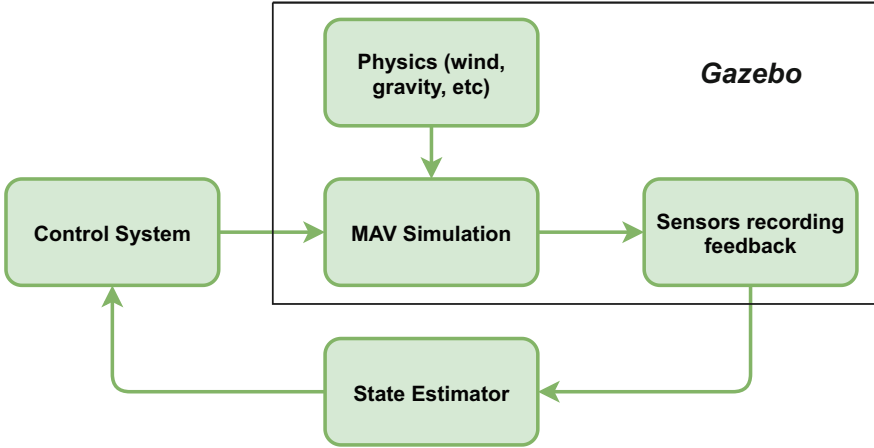 Physics (wind,
gravity, etc)
Gazebo
Control System
MAV Simulation
Sensors recording
feedback
State Estimator